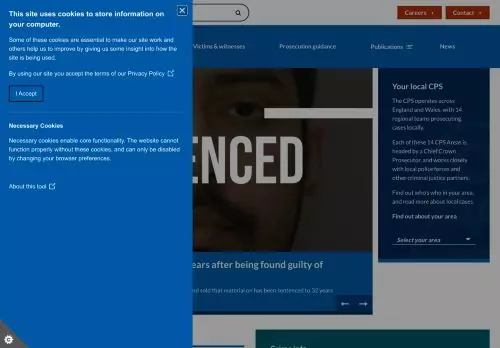 This site uses cookies to store information on
your computer.
Some of these cookies are essential to make our site work and
others help us to improve by giving us some insight into how the
site is being used.
By using our site you accept the terms of our Privacy Policy
I Accept
Necessary Cookies
Necessary cookies enable core functionality. The website cannot
function properly without these cookies, and can only be disabled
by changing your browser preferences.
About this tool
Careers
Contact
Victims & witnesses
Prosecution guidance
Publications
News
ENCED
ears after being found guilty of
nd sold that material on has been sentenced to 32 years
Your local CPS
The CPS operates across
England and Wales, with 14
regional teams prosecuting
cases locally.
Each of these 14 CPS Areas is
headed by a Chief Crown
Prosecutor, and works closely
with local police forces and
other criminal justice partners.
Find out who's who in your area,
and read more about local cases.
Find out about your area
Select your area
Crime info